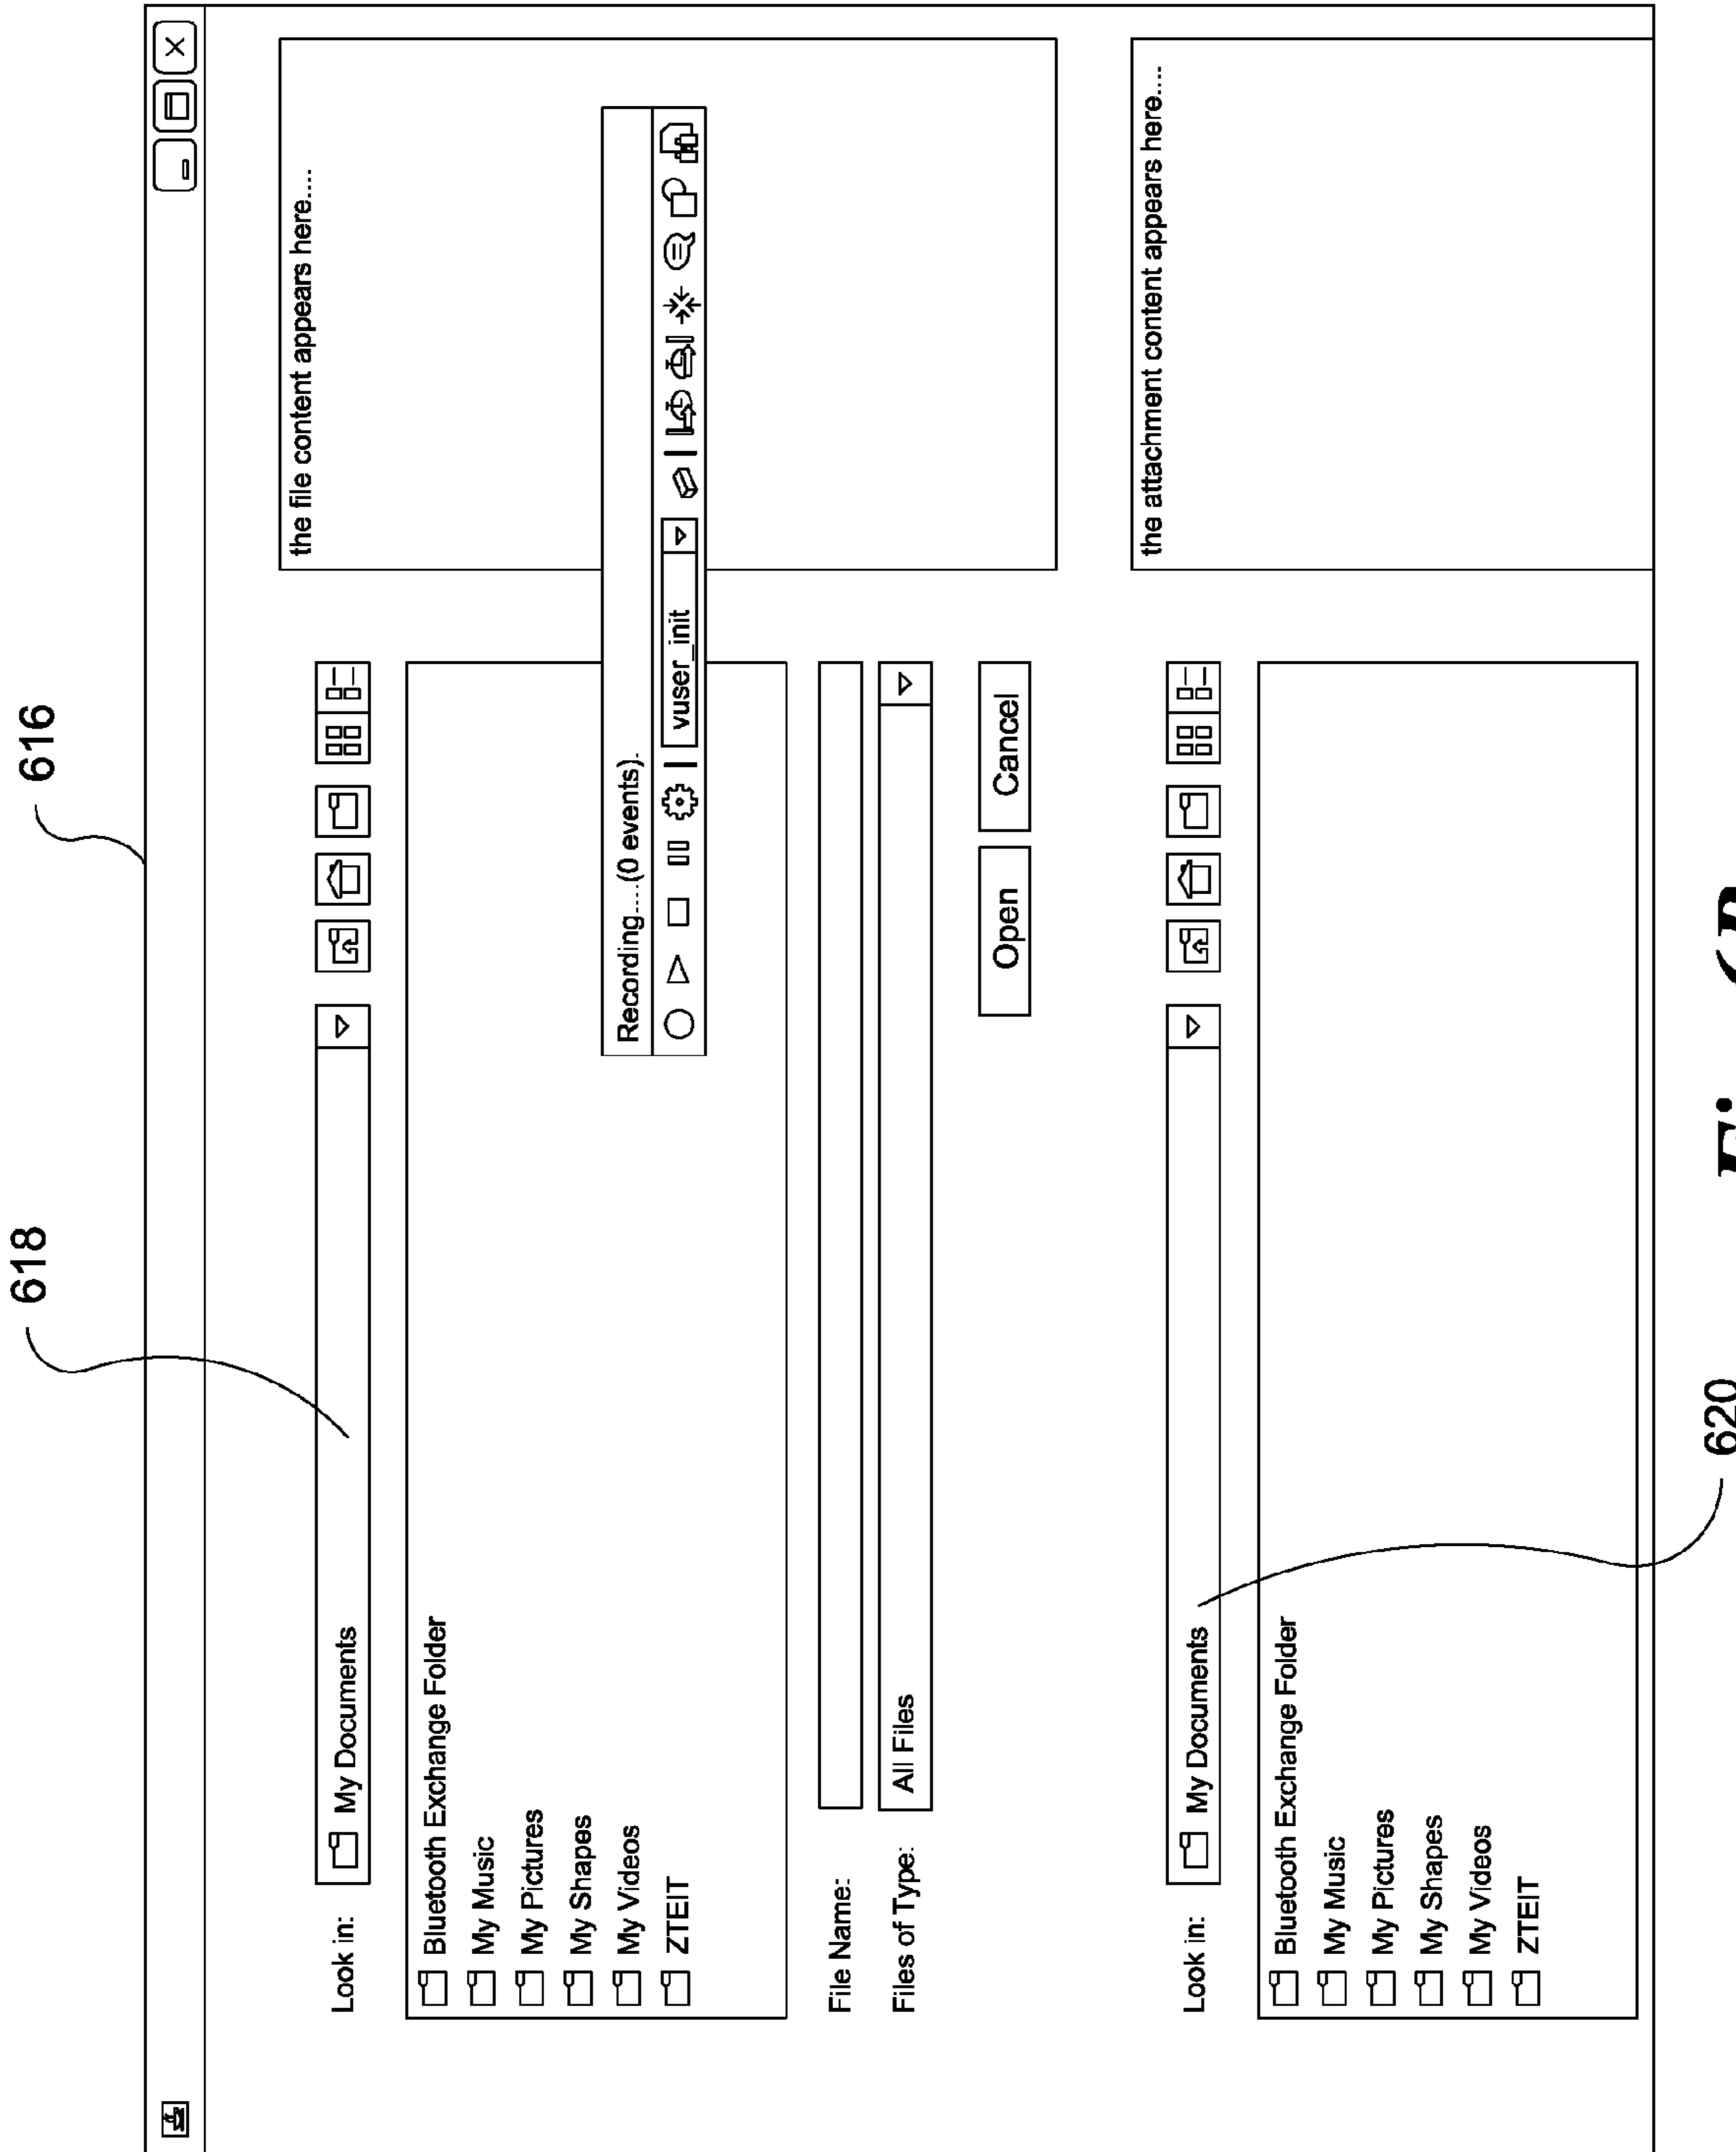 618
616
Look in:
My Documents
the file content appears here....
Bluetooth Exchange Folder
My Music
My Pictures
My Shapes
My Videos
ZTEIT
Recording....(0 events).
vuser_init
File Name:
Files of Type:
All Files
Open
Cancel
Look in:
My Documents
the attachment content appears here....
Bluetooth Exchange Folder
My Music
My Pictures
My Shapes
My Videos
ZTEIT
620